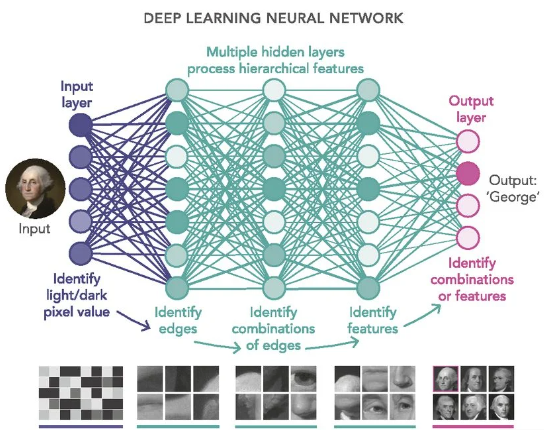 DEEP LEARNING NEURAL NETWORK
Multiple hidden layers
process hierarchical features
Input
layer
Output
layer
Input
Output:
‘George’
Identify
light/dark
pixel value
Identify
edges
Identify
combinations
of edges
Identify
features
Identify
combinations
or features